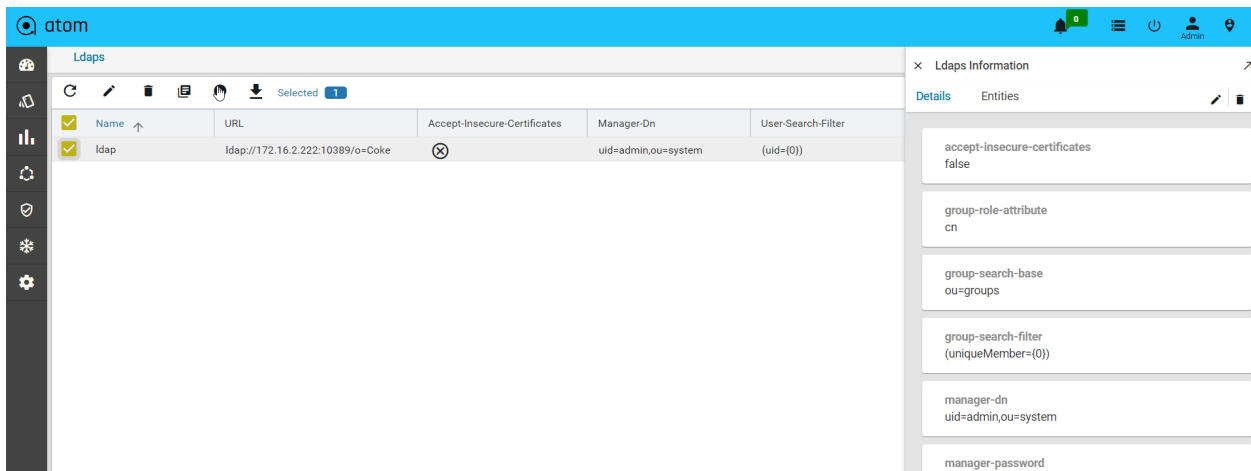 atom
0
Admin
Ldaps
Selected 1
Name URL Accept-Insecure-Certificates Manager-Dn User-Search-Filter
ldap ldap://172.16.2.222:10389/o=Coke uid=admin,ou=system (uid={0})
Ldaps Information
Details Entities
accept-insecure-certificates
false
group-role-attribute
cn
group-search-base
ou=groups
group-search-filter
(uniqueMember={0})
manager-dn
uid=admin,ou=system
manager-password